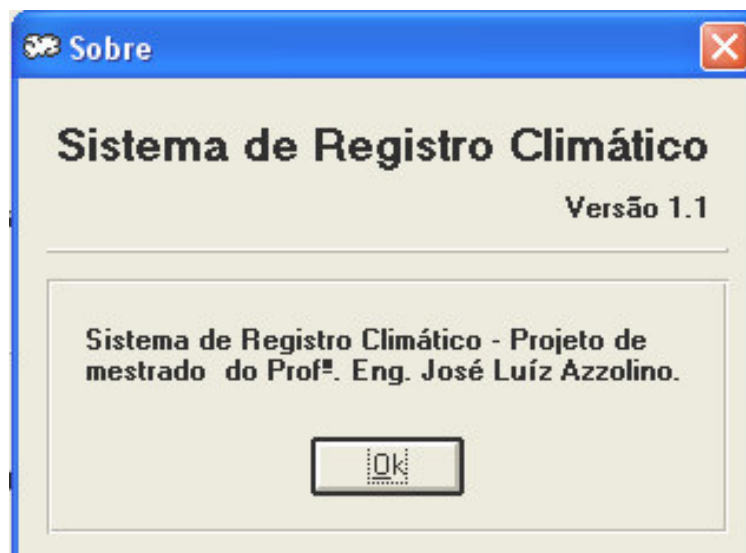 Sobre
Sistema de Registro Climático
Versão 1.1
Sistema de Registro Climático - Projeto de
mestrado do Profª. Eng. José Luíz Azzolino.
Ok